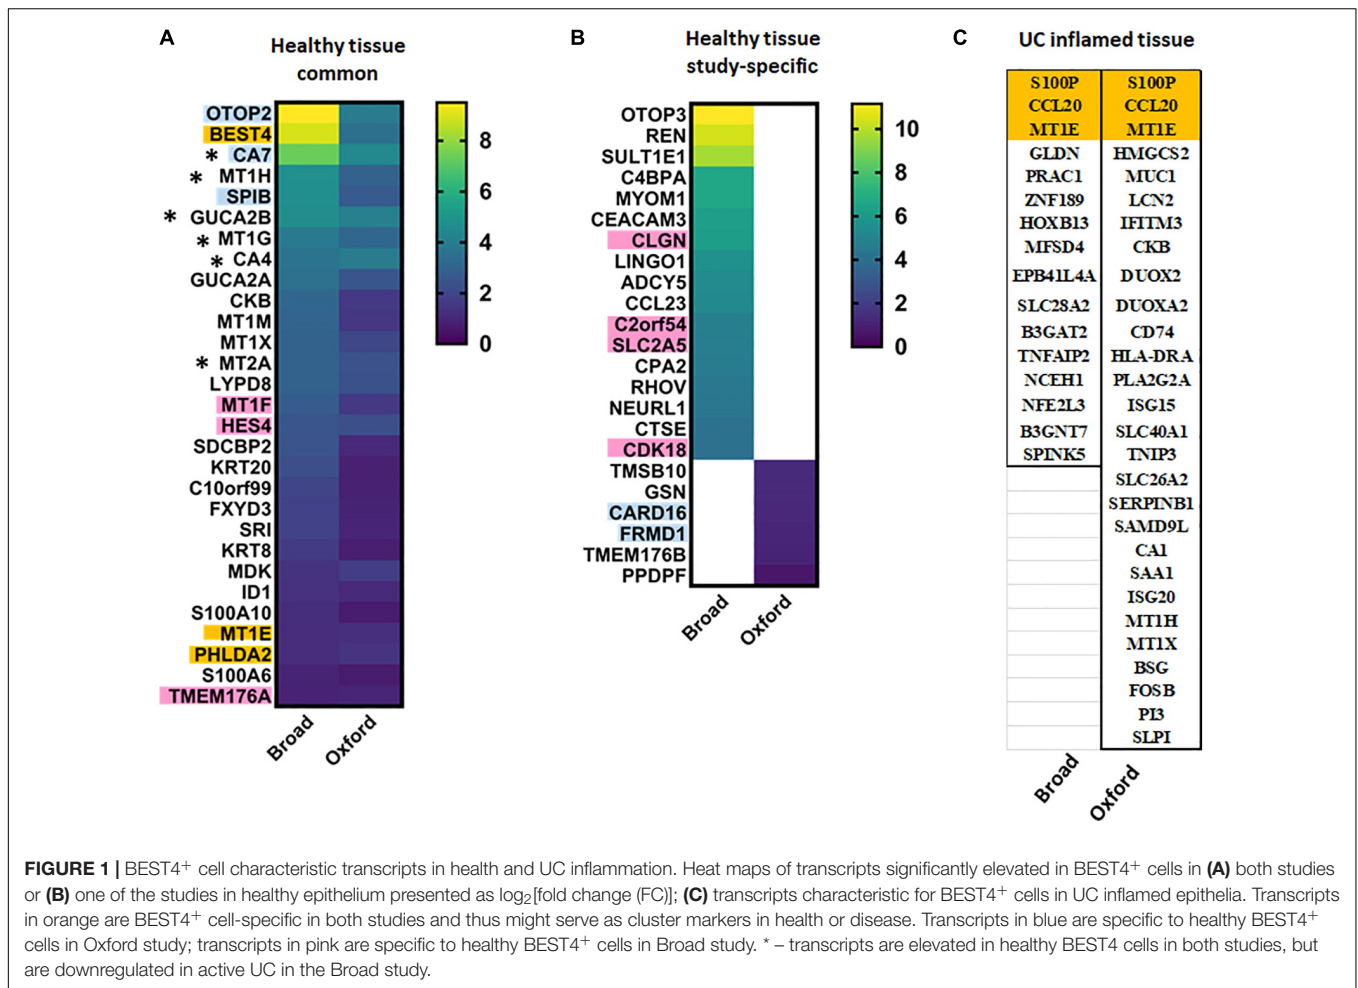 A
Healthy tissue
common
OTOP2
BEST4
* CA7
* MT1H
SPIB
* GUCA2B
* MT1G
* CA4
GUCA2A
CKB
MT1M
MT1X
* MT2A
LYPD8
MT1F
HES4
SDCBP2
KRT20
C10orf99
FXYD3
SRI
KRT8
MDK
ID1
S100A10
MT1E
PHLDA2
S100A6
TMEM176A
Broad
Oxford
8
6
4
2
0
B
Healthy tissue
study-specific
OTOP3
REN
SULT1E1
C4BPA
MYOM1
CEACAM3
CLGN
LINGO1
ADCY5
CCL23
C2orf54
SLC2A5
CPA2
RHOV
NEURL1
CTSE
CDK18
TMSB10
GSN
CARD16
FRMD1
TMEM176B
PPDPF
Broad
Oxford
10
8
6
4
2
0
C
UC inflamed tissue
S100P S100P
CCL20 CCL20
MT1E MT1E
GLDN HMGCS2
PRAC1 MUC1
ZNF189 LCN2
HOXB13 IFITM3
MFSD4 CKB
EPB41L4A DUOX2
SLC28A2 DUOXA2
B3GAT2 CD74
TNFAIP2 HLA-DRA
NCEH1 PLA2G2A
NFE2L3 ISG15
B3GNT7 SLC40A1
SPINK5 TNIP3
SLC26A2
SERPINB1
SAMD9L
CA1
SAA1
ISG20
MT1H
MT1X
BSG
FOSB
PI3
SLPI
Broad
Oxford
FIGURE 1 | BEST4+ cell characteristic transcripts in health and UC inflammation. Heat maps of transcripts significantly elevated in BEST4+ cells in (A) both studies
or (B) one of the studies in healthy epithelium presented as log2[fold change (FC)]; (C) transcripts characteristic for BEST4+ cells in UC inflamed epithelia. Transcripts
in orange are BEST4+ cell-specific in both studies and thus might serve as cluster markers in health or disease. Transcripts in blue are specific to healthy BEST4+
cells in Oxford study; transcripts in pink are specific to healthy BEST4+ cells in Broad study. * – transcripts are elevated in healthy BEST4 cells in both studies, but
are downregulated in active UC in the Broad study.